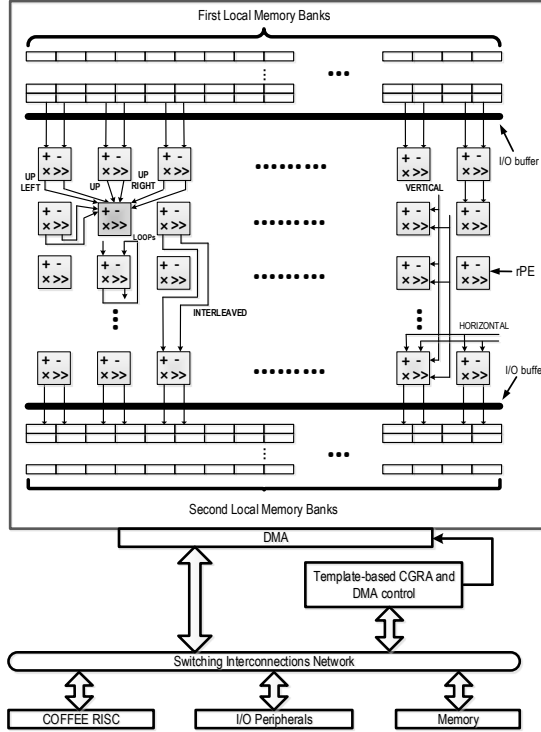 First Local Memory Banks
I/O buffer
+ - + - + - + - + -
× >> × >> × >> × >> × >>
UP
LEFT
UP
UP
RIGHT
VERTICAL
+ - + - + - + - + -
× >> × >> × >> × >> × >>
LOOPs
+ - + - + - + - + -
× >> × >> × >> × >> × >>
rPE
INTERLEAVED
HORIZONTAL
+ - + - + - + - + -
× >> × >> × >> × >> × >>
I/O buffer
Second Local Memory Banks
DMA
Template-based CGRA and
DMA control
Switching Interconnections Network
COFFEE RISC
I/O Peripherals
Memory